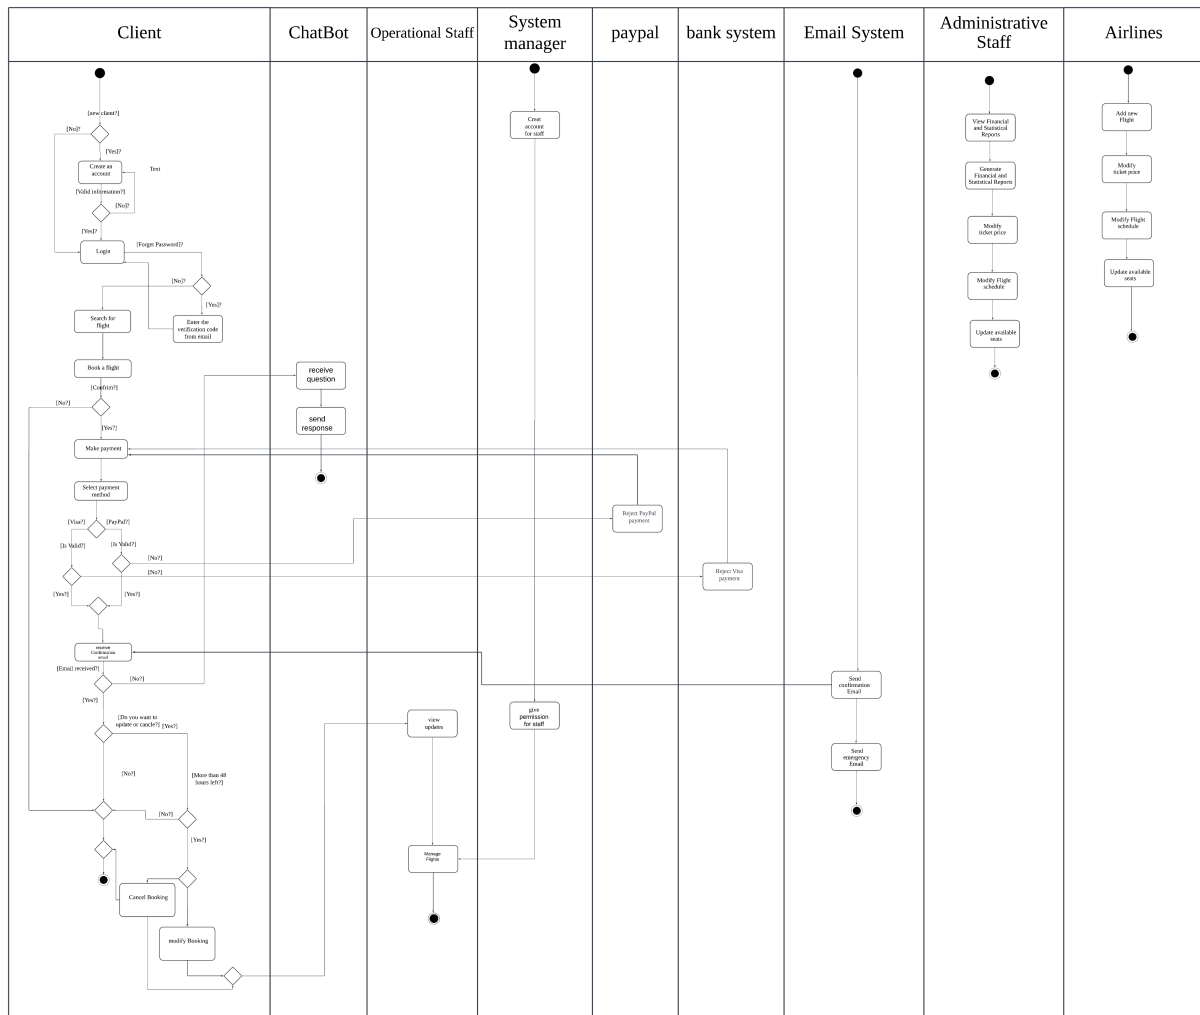 Client
ChatBot
Operational Staff
System
manager
paypal
bank system
Email System
Administrative
Staff
Airlines
[new client?]
[No]?
[Yes]?
Create an
account
Text
[Valid information?]
[No]?
[Yes]?
Login
[Forget Password]?
[No]?
[Yes]?
Search for
flight
Enter the
verification code
from email
Book a flight
[Confrim?]
[No?]
[Yes?]
Make payment
Select payment
method
[Visa?]
[PayPal?]
[Is Valid?]
[Is Valid?]
[No?]
[No?]
[Yes?]
[Yes?]
receive
Confirmation
email
[Email received?]
[No?]
[Yes?]
[Do you want to
update or cancle?]
[Yes?]
[No?]
[More than 48
hours left?]
[No?]
[Yes?]
Cancel Booking
modify Booking
receive
question
send
response
view
updates
Manage
Flights
Creat
account
for staff
give
permission
for staff
Reject PayPal
payment
Reject Visa
payment
Send
confirmation
Email
Send
emergency
Email
View Financial
and Statistical
Reports
Generate
Financial and
Statistical Reports
Modify
ticket price
Modify Flight
schedule
Update available
seats
Add new
Flight
Modify
ticket price
Modify Flight
schedule
Update available
seats